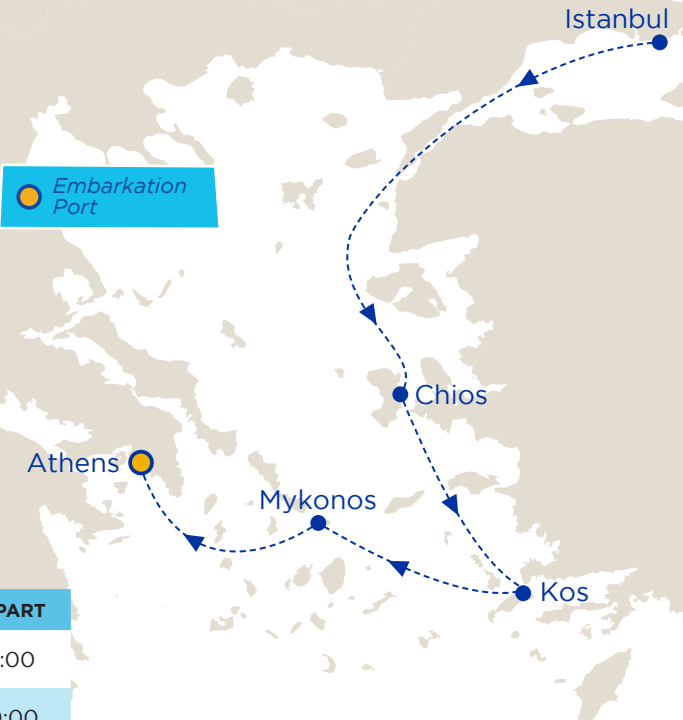 Istanbul
Embarkation
Port
Chios
Athens
Mykonos
Kos
PART
:00
:00